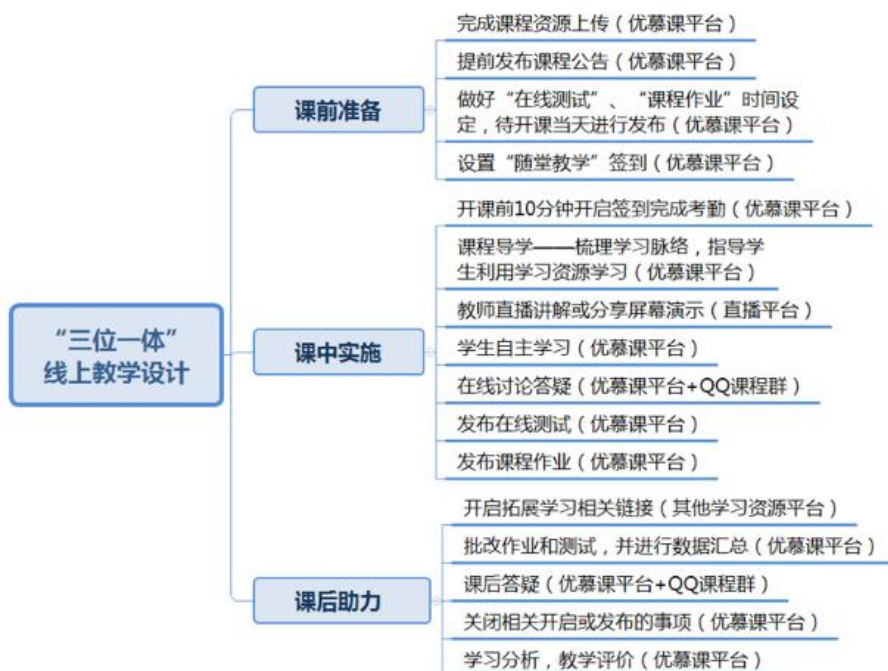 完成课程资源上传（优慕课平台）
提前发布课程公告（优慕课平台）
课前准备
做好“在线测试”、“课程作业”时间设
定，待开课当天进行发布（优慕课平台）
设置“随堂教学”签到（优慕课平台）
开课前10分钟开启签到完成考勤（优慕课平台）
课程导学——梳理学习脉络，指导学
生利用学习资源学习（优慕课平台）
教师直播讲解或分享屏幕演示（直播平台）
“三位一体”
线上教学设计
课中实施
学生自主学习（优慕课平台）
在线讨论答疑（优慕课平台+QQ课程群）
发布在线测试（优慕课平台）
发布课程作业（优慕课平台）
开启拓展学习相关链接（其他学习资源平台）
批改作业和测试，并进行数据汇总（优慕课平台）
课后助力
课后答疑（优慕课平台+QQ课程群）
关闭相关开启或发布的事项（优慕课平台）
学习分析，教学评价（优慕课平台）